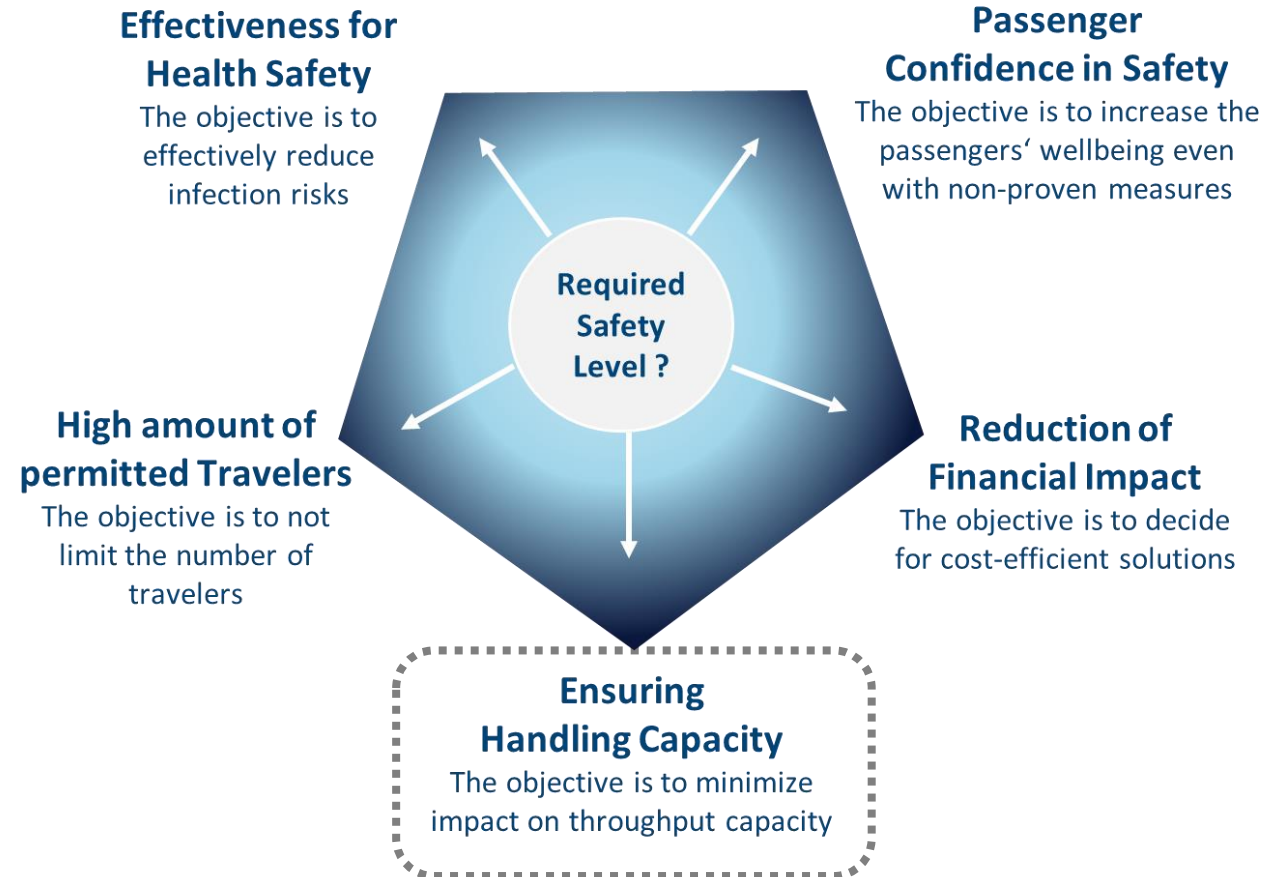 Effectiveness for
Health Safety
The objective is to
effectively reduce
infection risks
Passenger
Confidence in Safety
The objective is to increase the
passengers‘ wellbeing even
with non-proven measures
Required
Safety
Level ?
High amount of
permitted Travelers
The objective is to not
limit the number of
travelers
Reduction of
Financial Impact
The objective is to decide
for cost-efficient solutions
Ensuring
Handling Capacity
The objective is to minimize
impact on throughput capacity